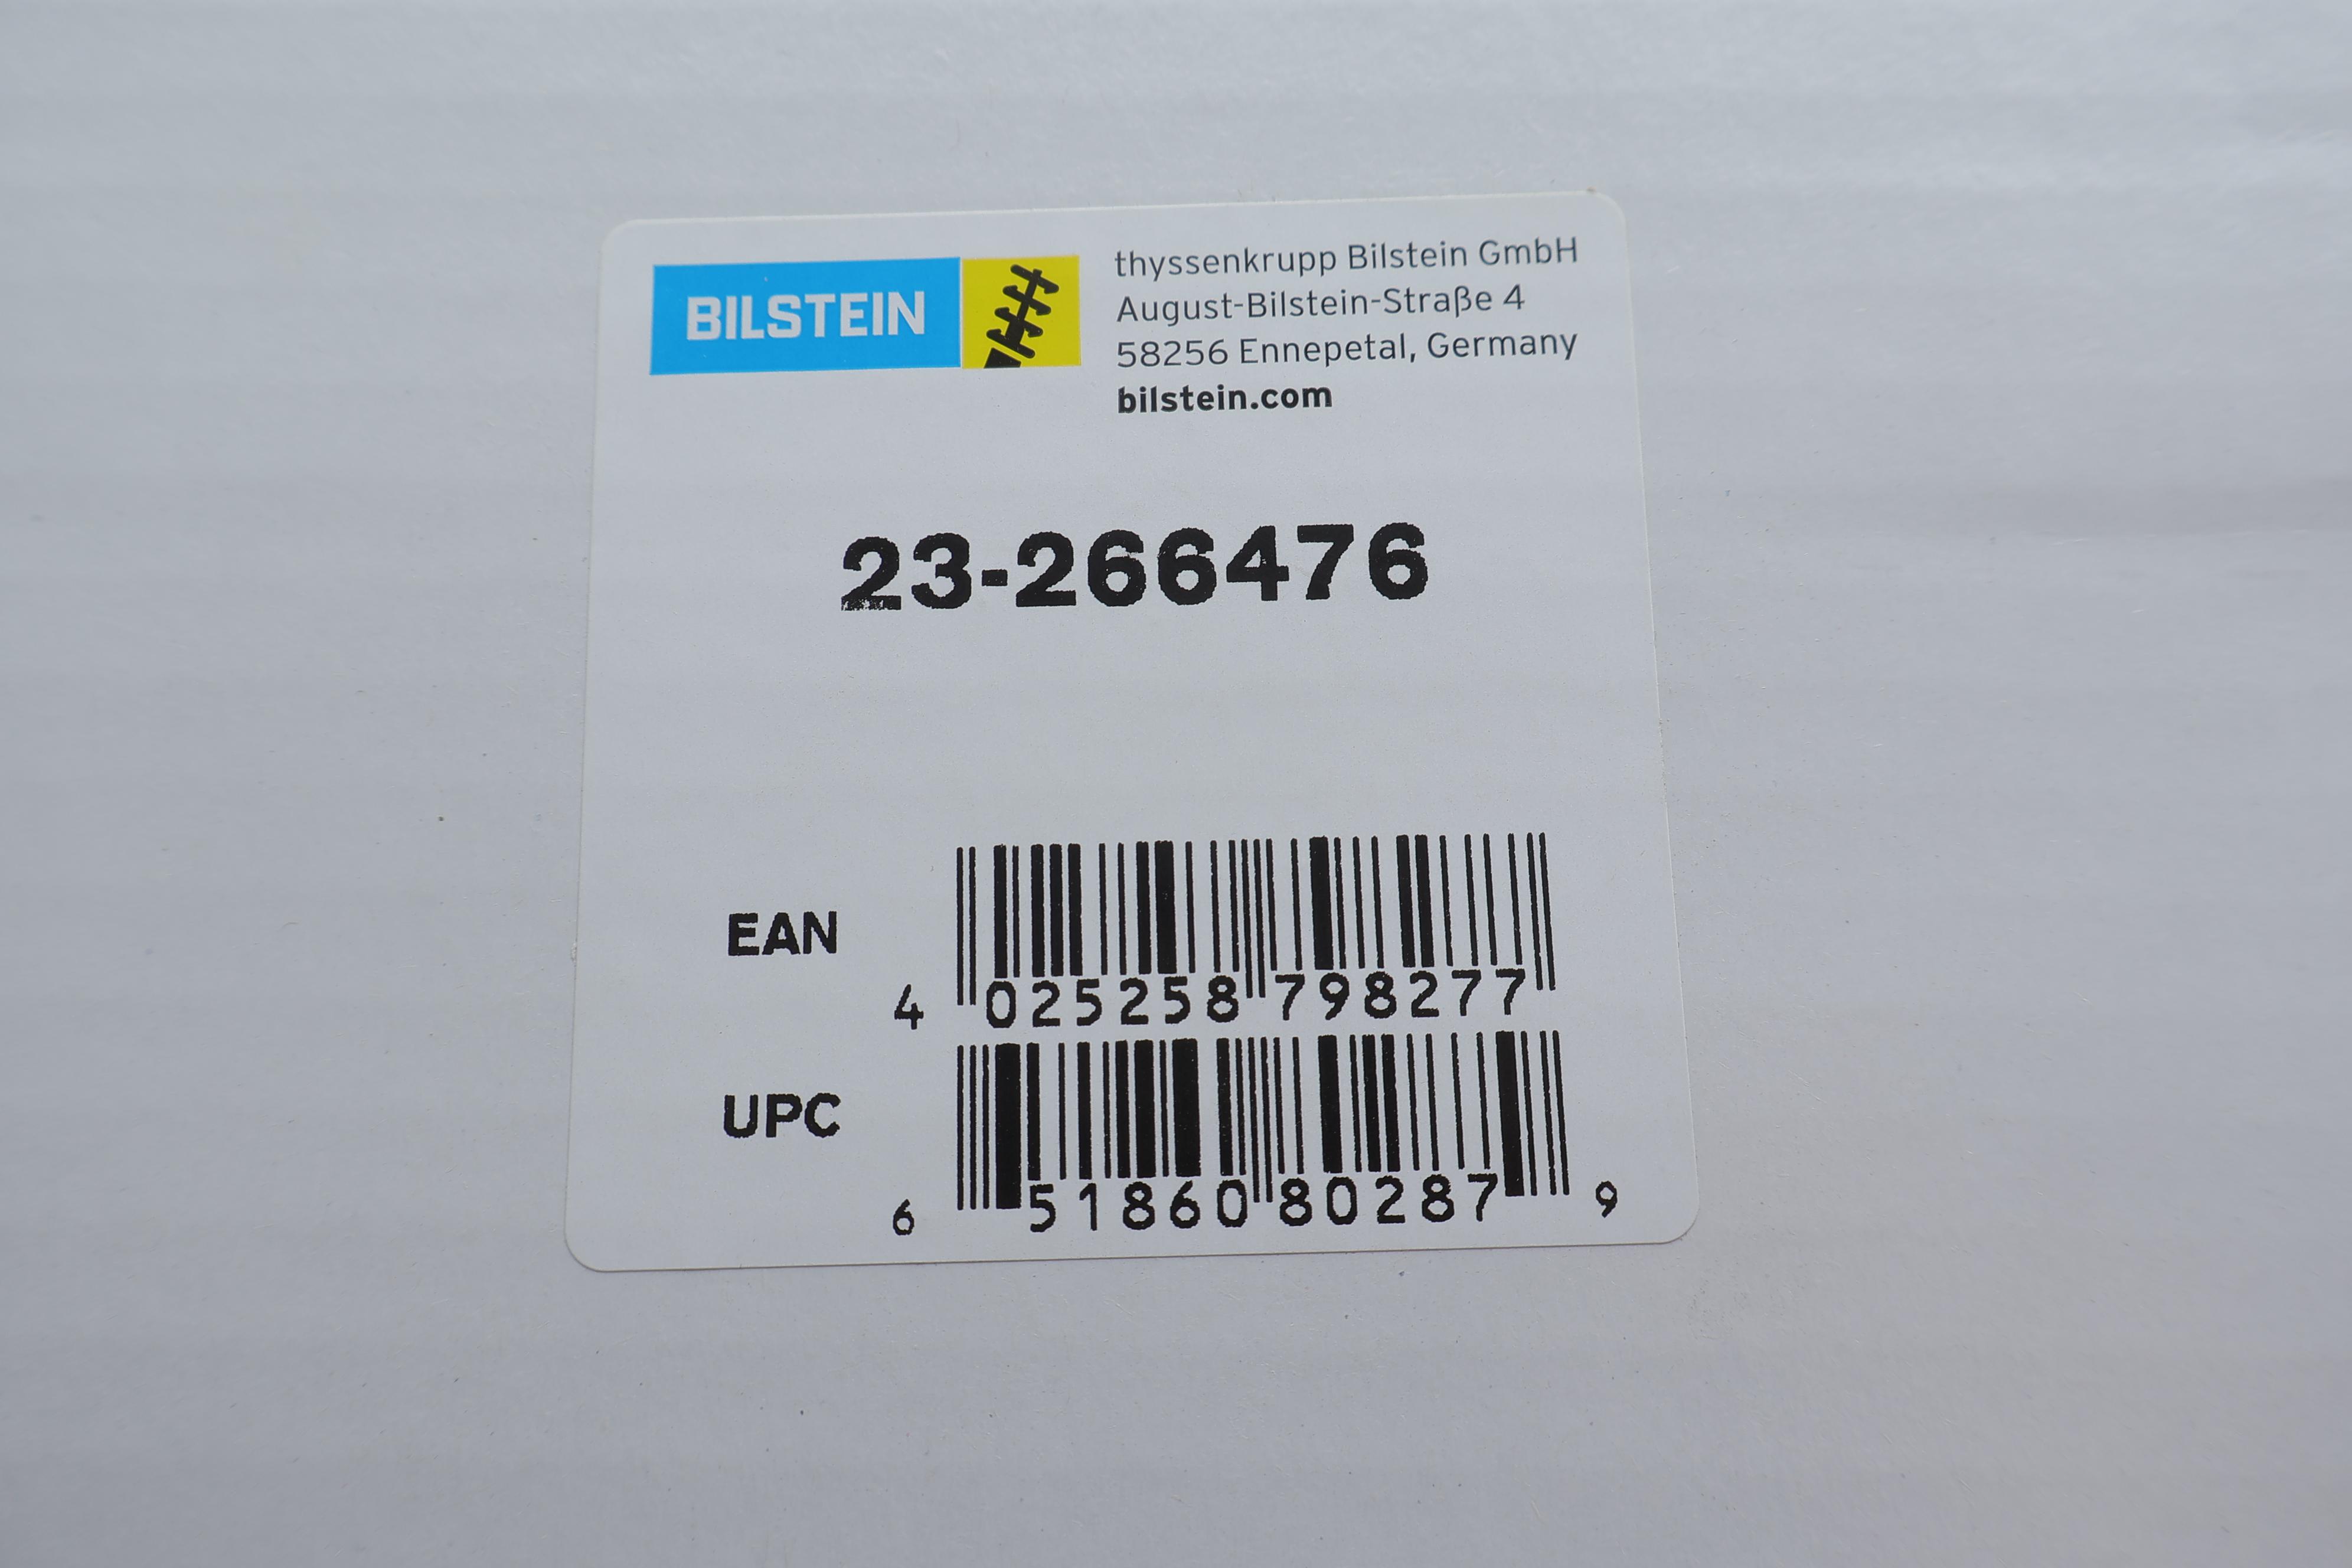 BILSTEIN
thyssenkrupp Bilstein GmbH
August-Bilstein-Straße 4
58256 Ennepetal, Germany
bilstein.com
23-266476
EAN
4 025258 798277
UPC
6 51860 80287 9